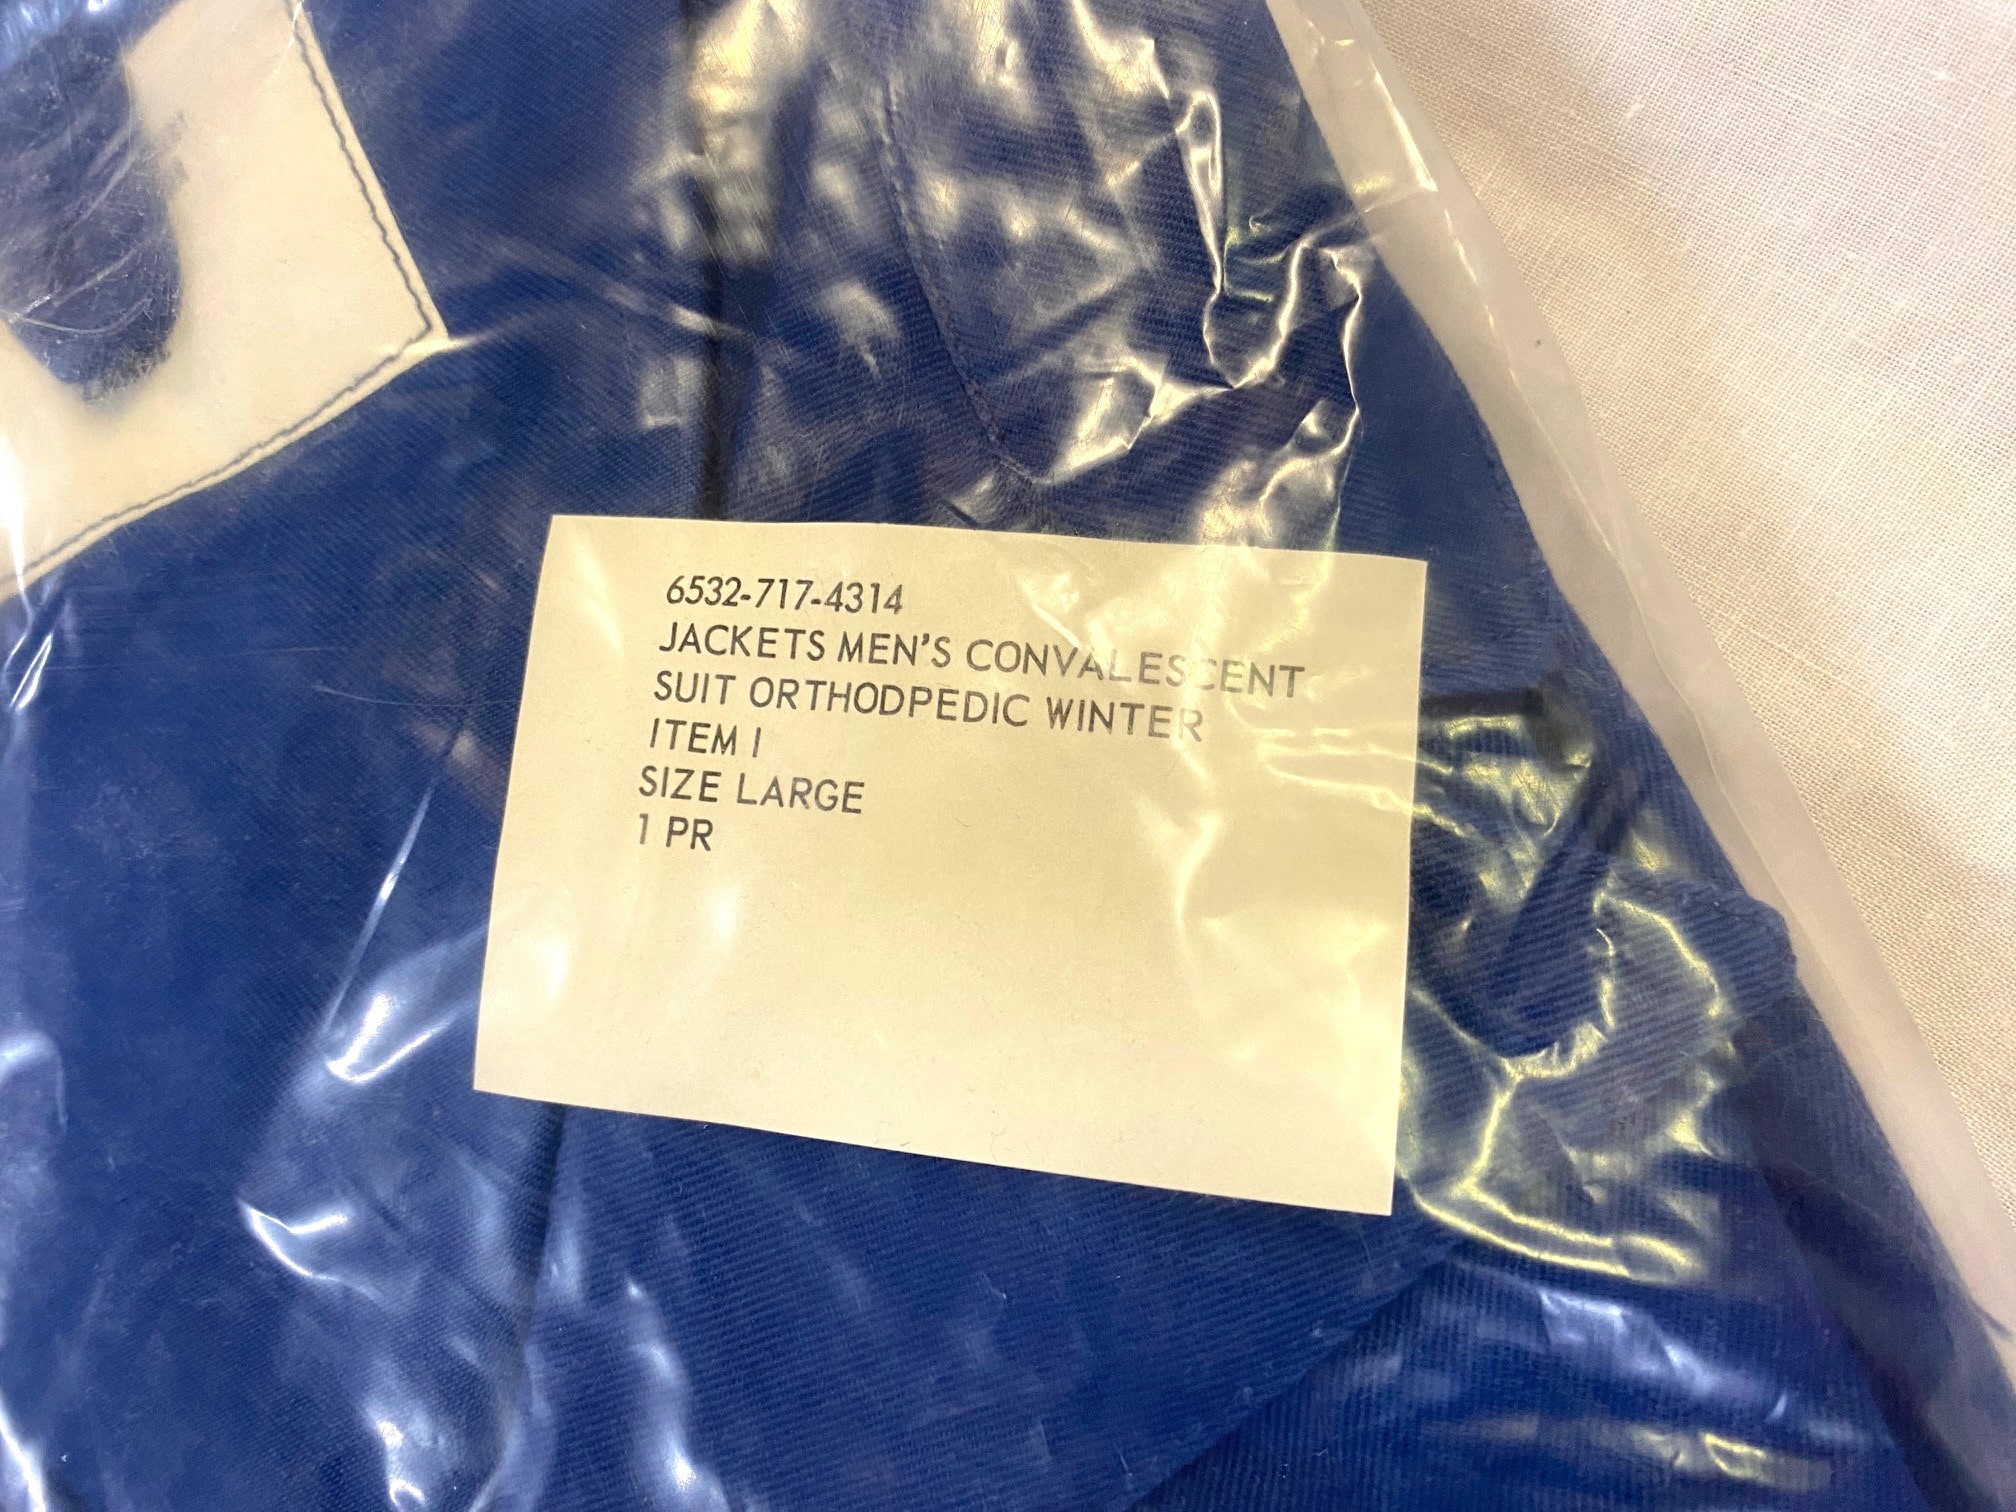 6532-717-4314
JACKETS MEN'S CONVALESCENT
SUIT ORTHODPEDIC WINTER
ITEM I
SIZE LARGE
1 PR